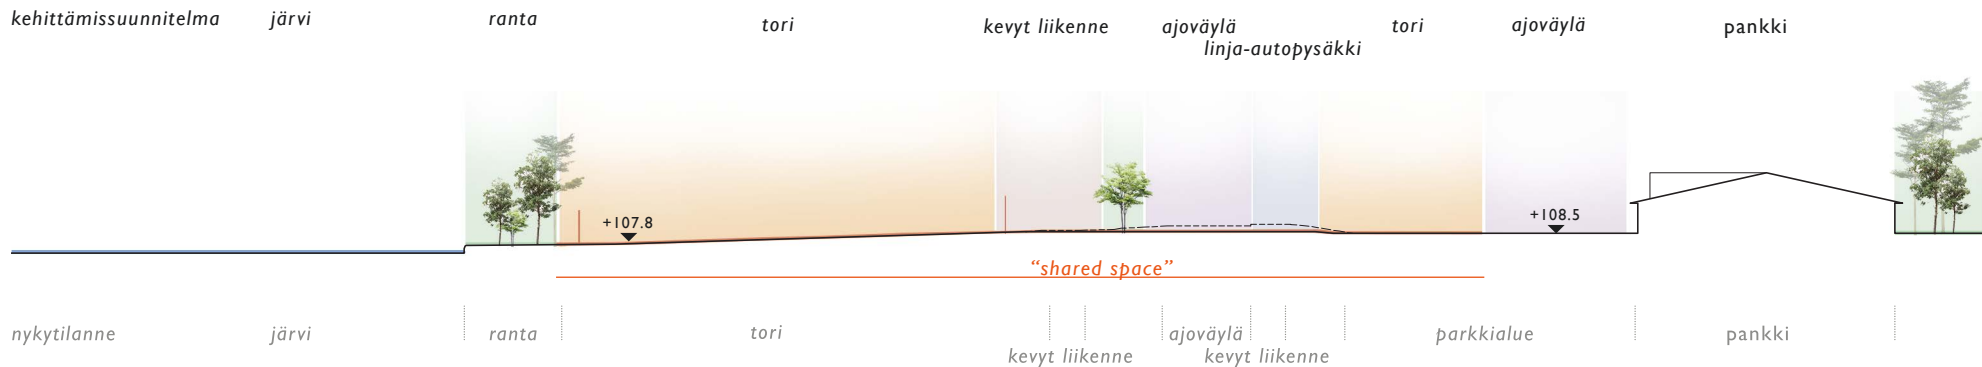 kehittämissuunnitelma järvi ranta tori kevyt liikenne ajoväylä tori ajoväylä pankki
linja-autopysäkki
+107.8 +108.5
“shared space”
nykytilanne järvi ranta tori ajoväylä parkkialue pankki
kevyt liikenne kevyt liikenne